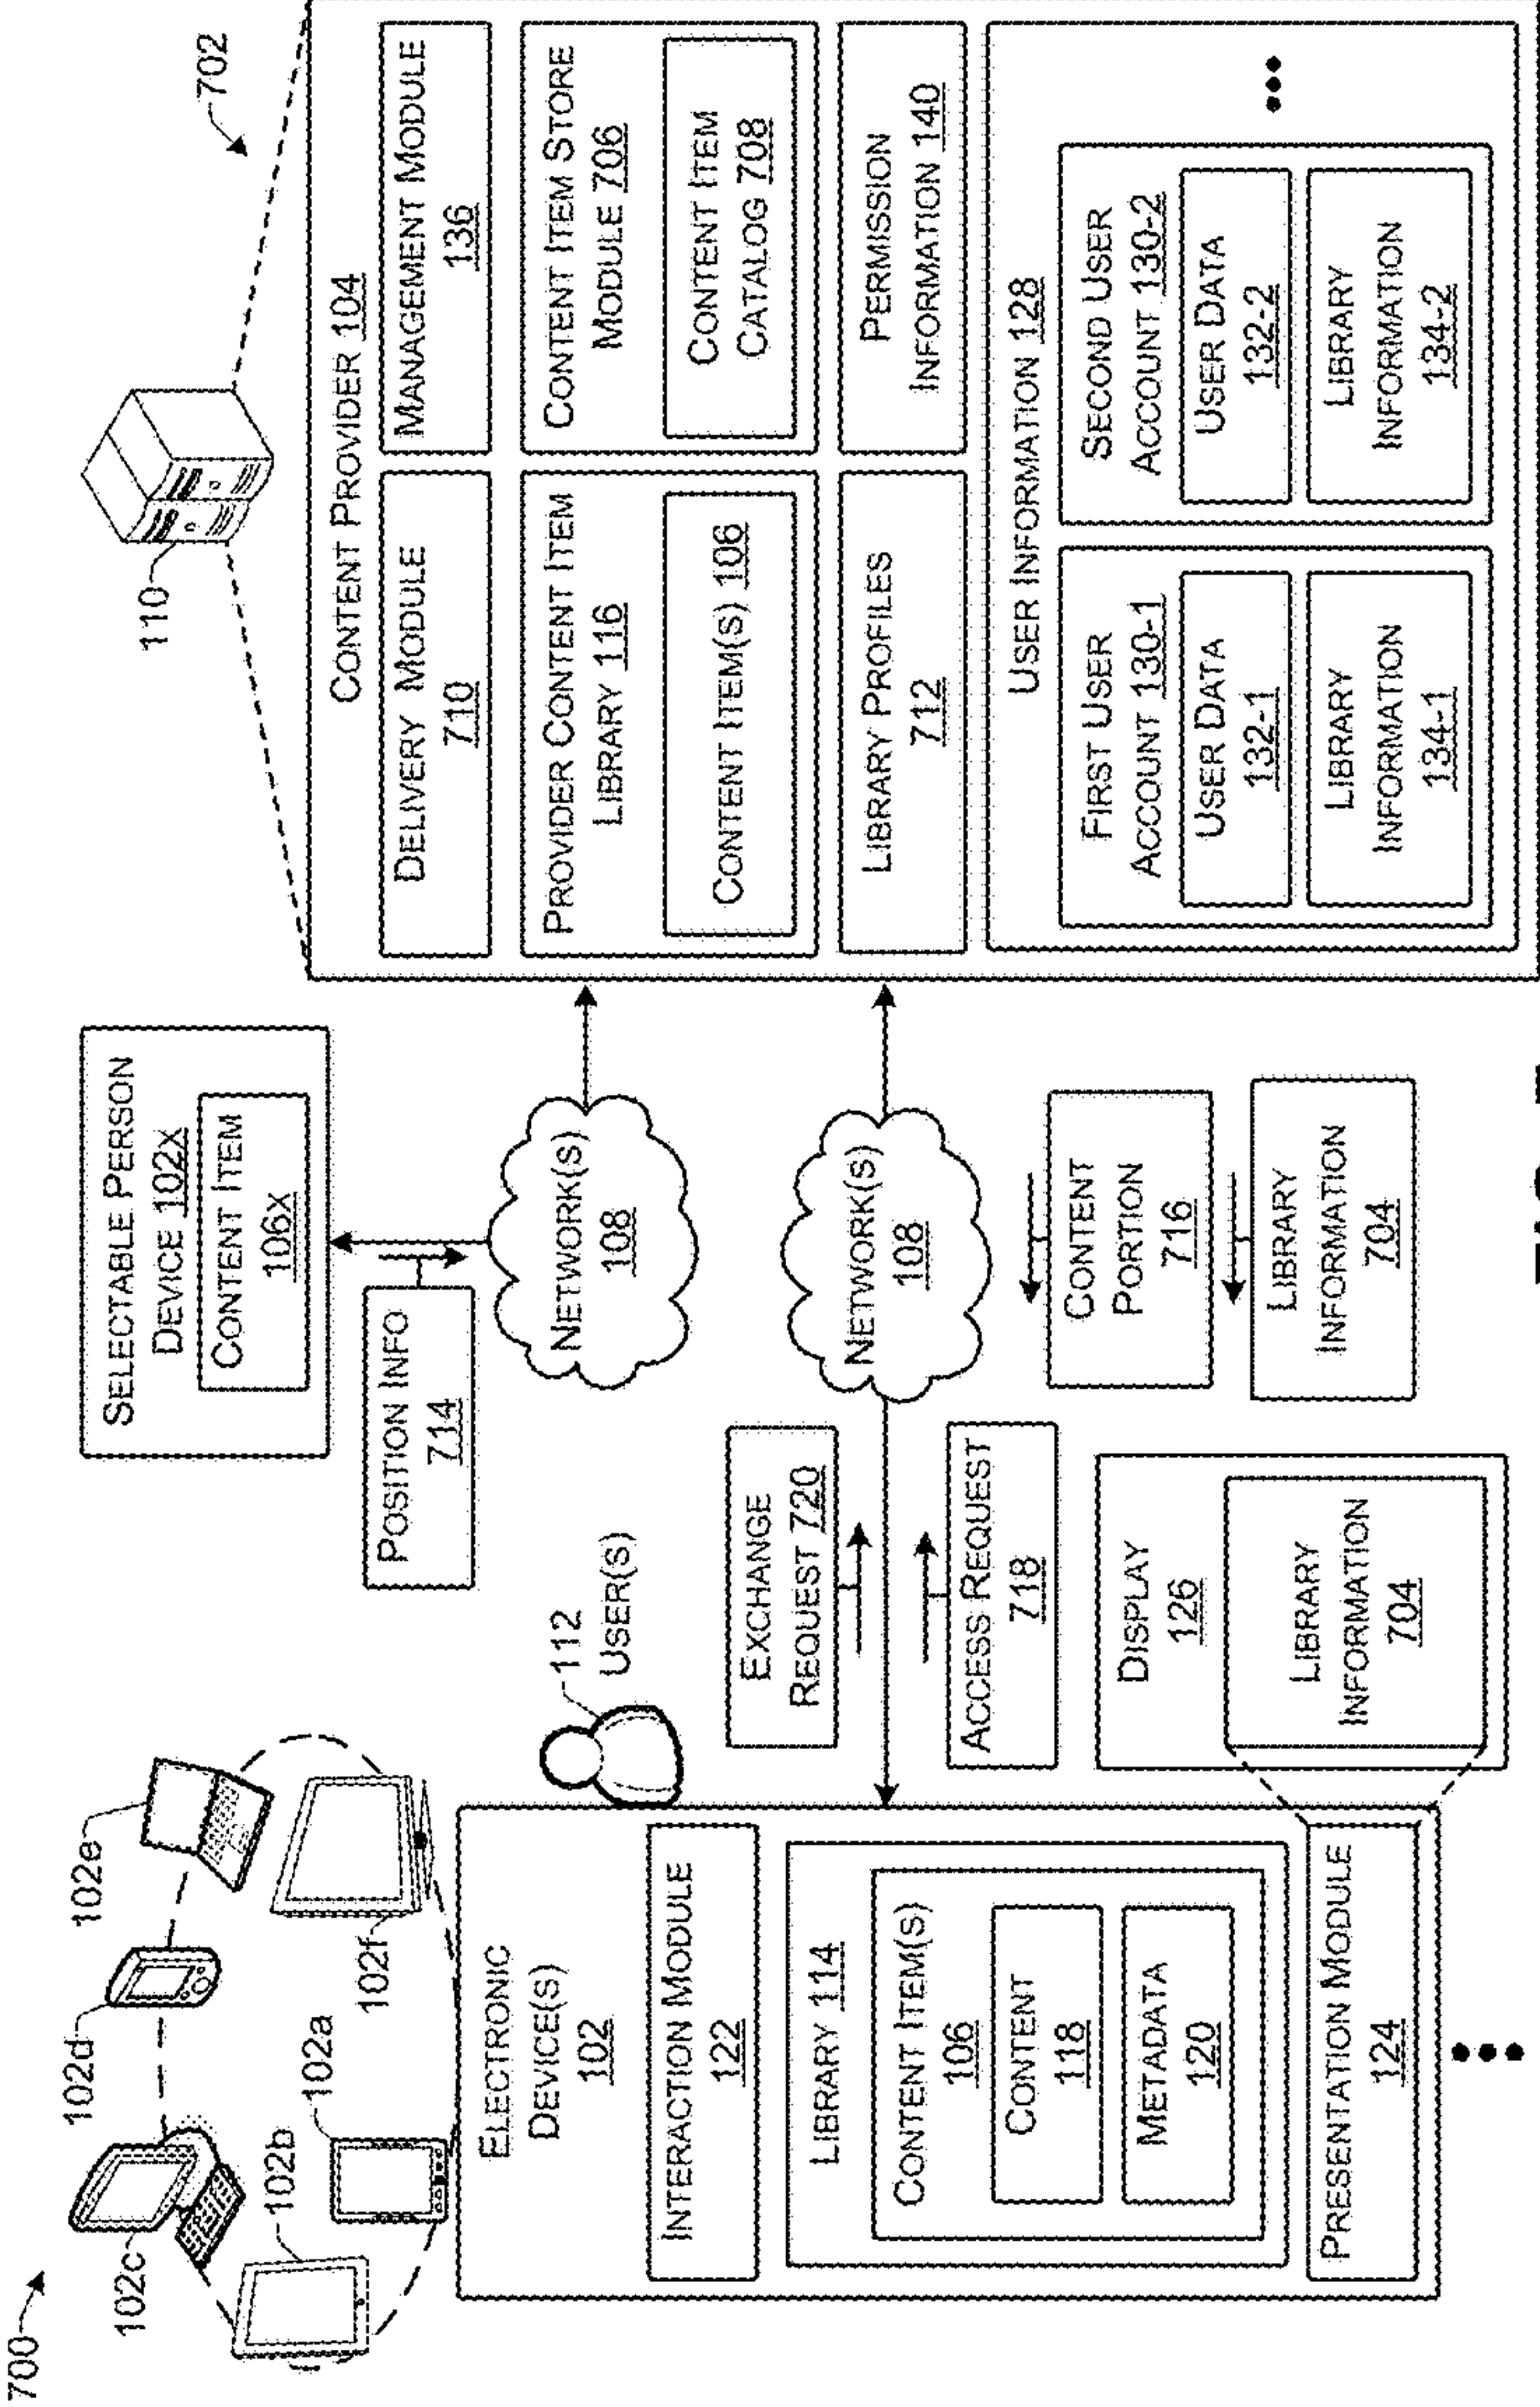 700
102c
102d
102e
102b
102a
102f
112
USER(S)
ELECTRONIC
DEVICE(S)
102
INTERACTION MODULE
122
LIBRARY 114
CONTENT ITEM(S)
106
CONTENT
118
METADATA
120
PRESENTATION MODULE
124
SELECTABLE PERSON
DEVICE 102X
CONTENT ITEM
106X
POSITION INFO
714
NETWORK(S)
108
NETWORK(S)
108
EXCHANGE
REQUEST 720
ACCESS REQUEST
718
CONTENT
PORTION
716
LIBRARY
INFORMATION
704
DISPLAY
126
LIBRARY
INFORMATION
704
110
702
CONTENT PROVIDER 104
DELIVERY MODULE
710
MANAGEMENT MODULE
136
PROVIDER CONTENT ITEM
LIBRARY 116
CONTENT ITEM(S) 106
CONTENT ITEM STORE
MODULE 706
CONTENT ITEM
CATALOG 708
LIBRARY PROFILES
712
PERMISSION
INFORMATION 140
USER INFORMATION 128
FIRST USER
ACCOUNT 130-1
USER DATA
132-1
LIBRARY
INFORMATION
134-1
SECOND USER
ACCOUNT 130-2
USER DATA
132-2
LIBRARY
INFORMATION
134-2